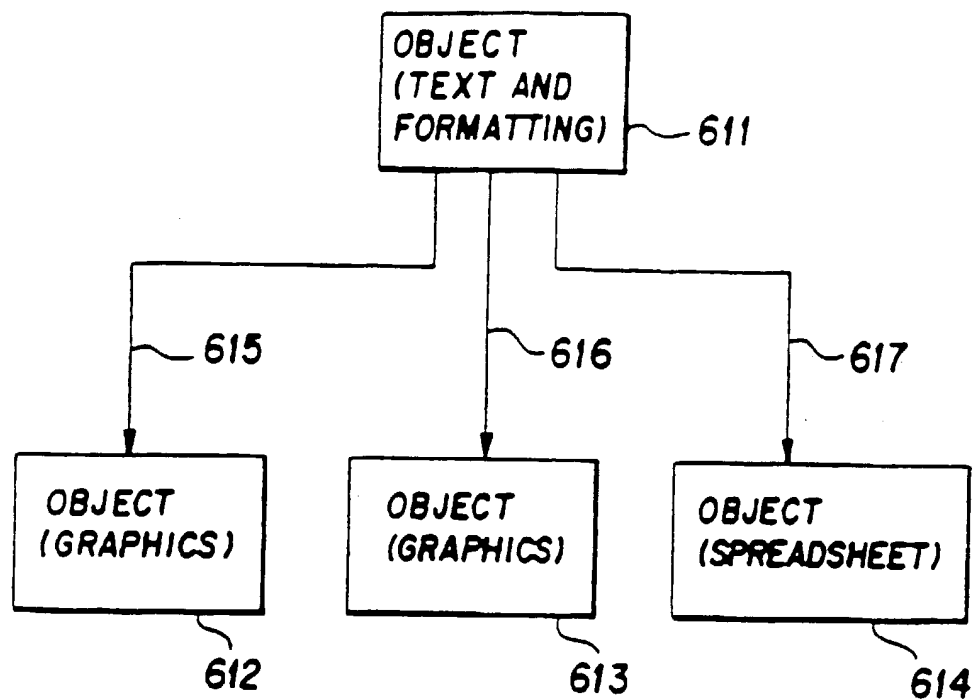 OBJECT
(TEXT AND
FORMATTING)
611
615
616
617
OBJECT
(GRAPHICS)
OBJECT
(GRAPHICS)
OBJECT
(SPREADSHEET)
612
613
614